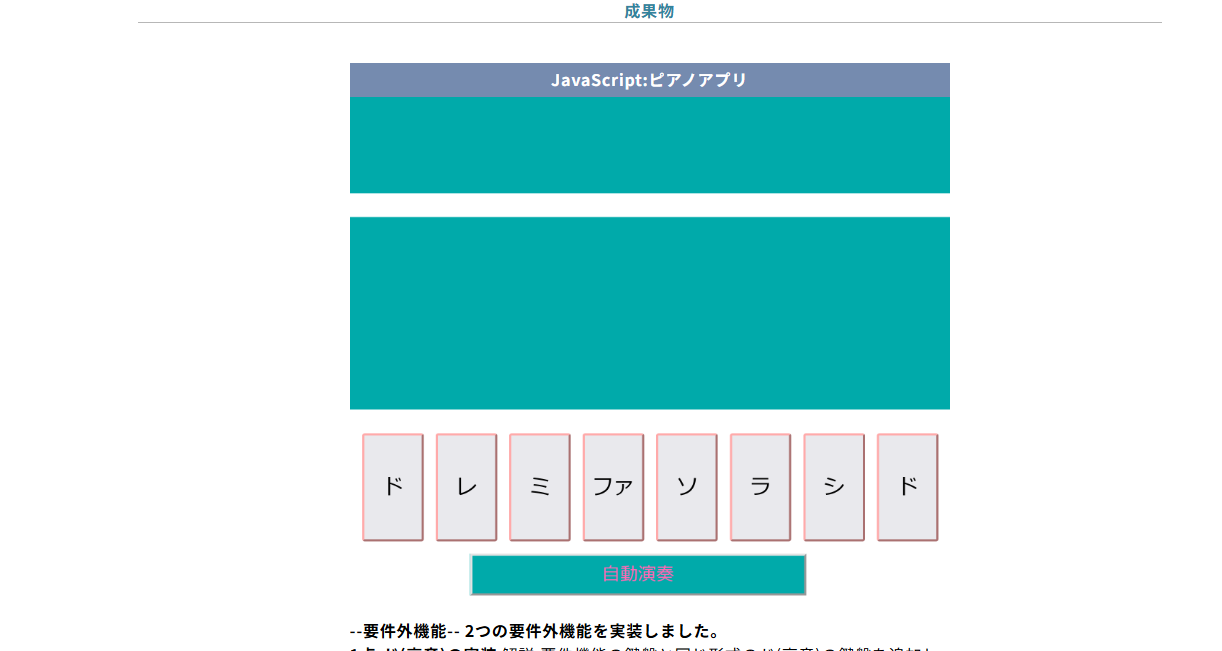 成果物
JavaScript:ピアノアプリ
ド レ ミ ファ ソ ラ シ ド
自動演奏
--要件外機能-- 2つの要件外機能を実装しました。